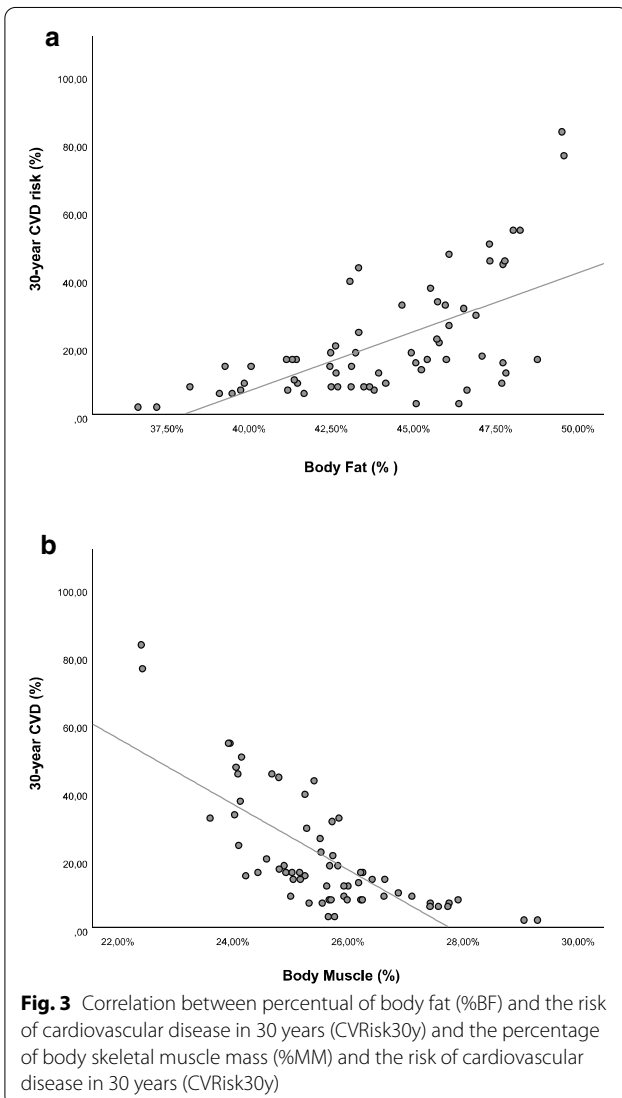 a
100,00
80,00
60,00
40,00
20,00
,00
30-year CVD risk (%)
37,50% 40,00% 42,50% 45,00% 47,50% 50,00%
Body Fat (% )
b
100,00
80,00
60,00
40,00
20,00
,00
30-year CVD (%)
22,00% 24,00% 26,00% 28,00% 30,00%
Body Muscle (%)
Fig. 3 Correlation between percentual of body fat (%BF) and the risk
of cardiovascular disease in 30 years (CVRisk30y) and the percentage
of body skeletal muscle mass (%MM) and the risk of cardiovascular
disease in 30 years (CVRisk30y)